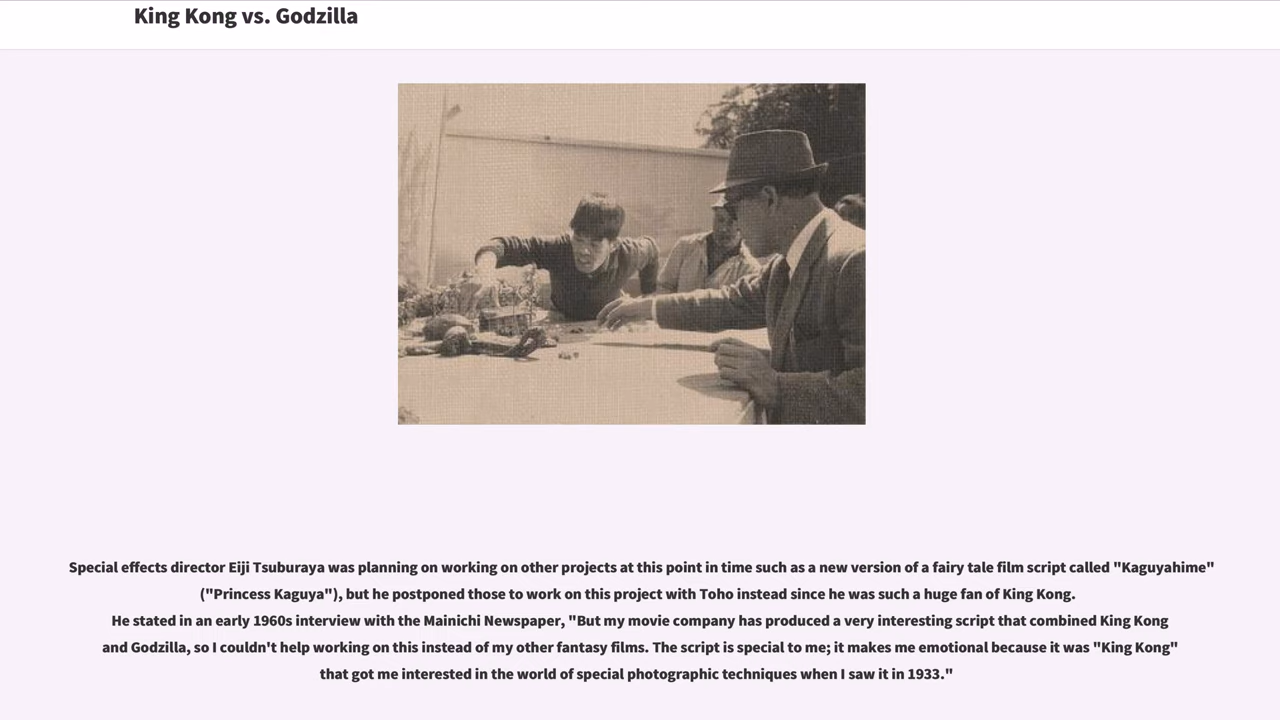 King Kong vs. Godzilla
Special effects director Eiji Tsuburaya was planning on working on other projects at this point in time such as a new version of a fairy tale film script called "Kaguyahime"
("Princess Kaguya"), but he postponed those to work on this project with Toho instead since he was such a huge fan of King Kong.
He stated in an early 1960s interview with the Mainichi Newspaper, "But my movie company has produced a very interesting script that combined King Kong
and Godzilla, so I couldn't help working on this instead of my other fantasy films. The script is special to me; it makes me emotional because it was "King Kong"
that got me interested in the world of special photographic techniques when I saw it in 1933."